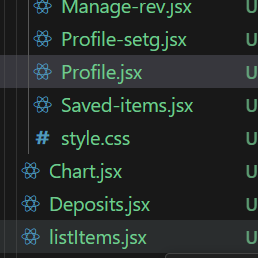 Manage-rev.jsx U
Profile-setg.jsx U
Profile.jsx U
Saved-items.jsx U
# style.css U
Chart.jsx U
Deposits.jsx U
listItems.jsx U